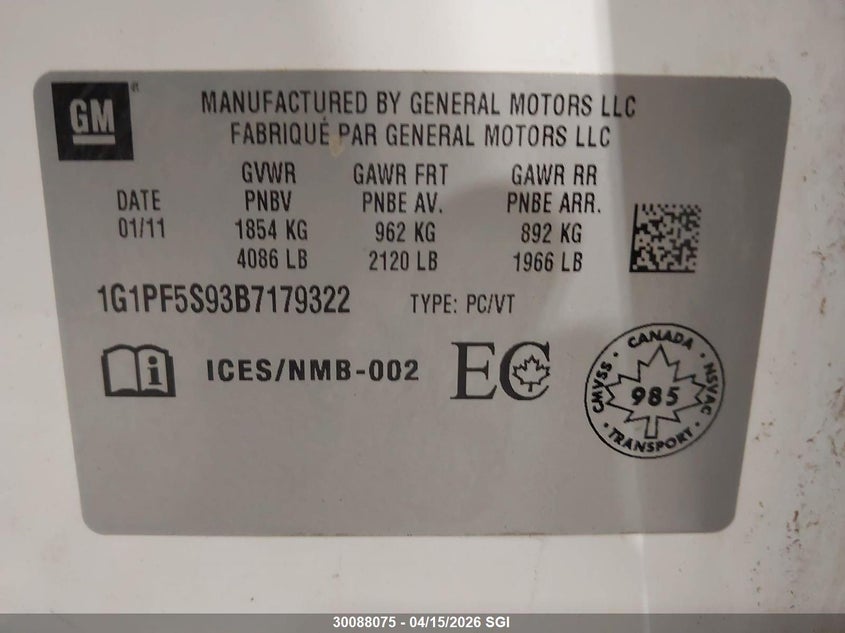 GM
MANUFACTURED BY GENERAL MOTORS LLC
FABRIQUÉ PAR GENERAL MOTORS LLC
GVWR GAWR FRT GAWR RR
DATE PNBV PNBE AV. PNBE ARR.
01/11 1854 KG 962 KG 892 KG
4086 LB 2120 LB 1966 LB
1G1PF5S93B7179322 TYPE: PC/VT
i ICES/NMB-002 EC
CANADA
CMVSS 985 NSVAC
TRANSPORT
30088075 - 04/15/2026 SGI